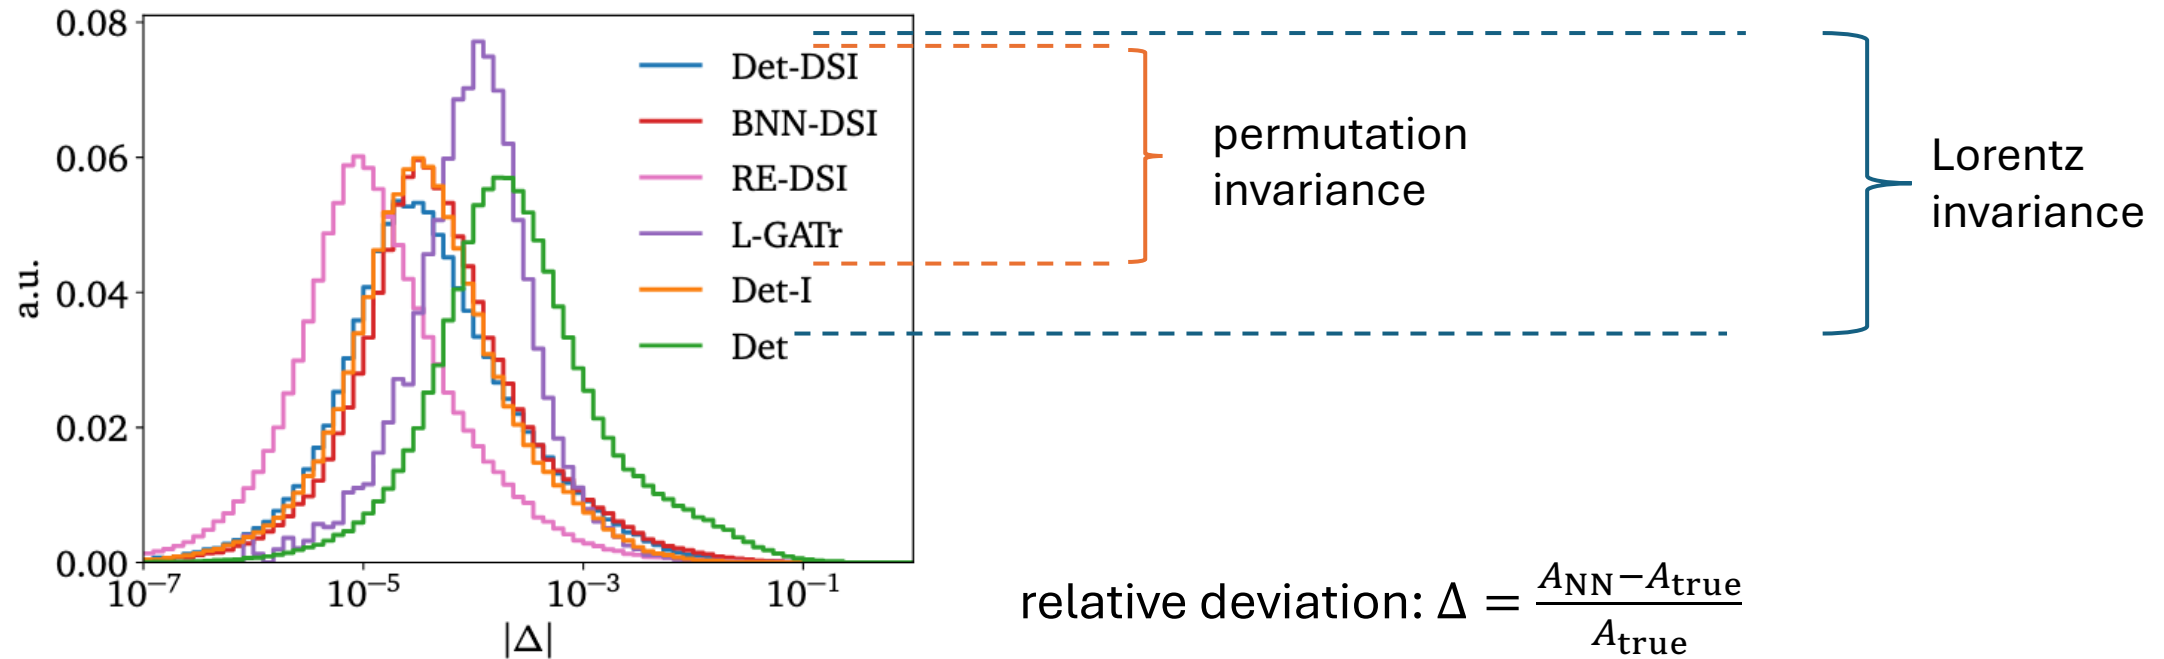 0.08
0.06
0.04
0.02
0.00
a.u.
10⁻⁷
10⁻⁵
10⁻³
10⁻¹
|Δ|
Det-DSI
BNN-DSI
RE-DSI
L-GATr
Det-I
Det
permutation
invariance
Lorentz
invariance
relative deviation: Δ = (A_NN − A_true) / A_true